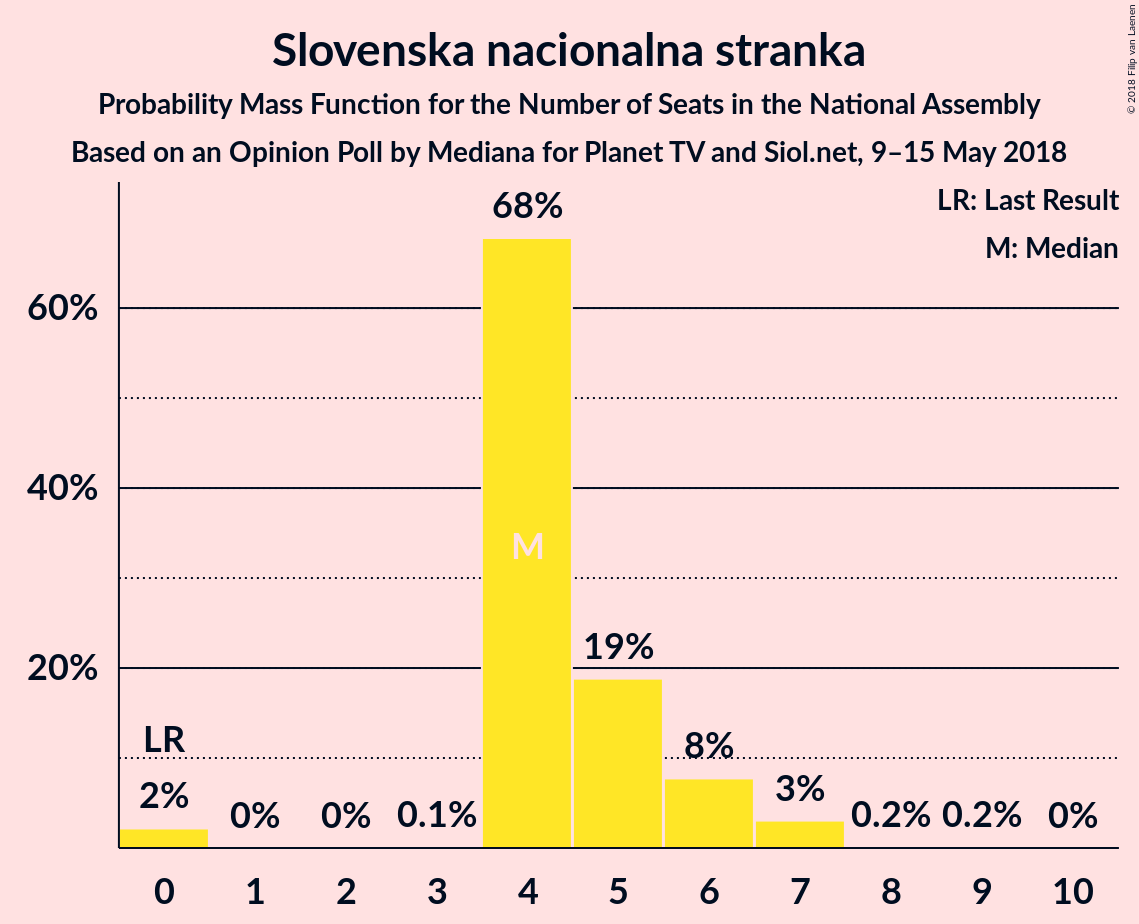 Slovenska nacionalna stranka
Probability Mass Function for the Number of Seats in the National Assembly
Based on an Opinion Poll by Mediana for Planet TV and Siol.net, 9–15 May 2018
© 2018 Filip van Laenen
LR: Last Result
M: Median
68%
60%
40%
M
19%
20%
LR
8%
2%
0%
0%
0.1%
3%
0.2%
0.2%
0%
0 1 2 3 4 5 6 7 8 9 10